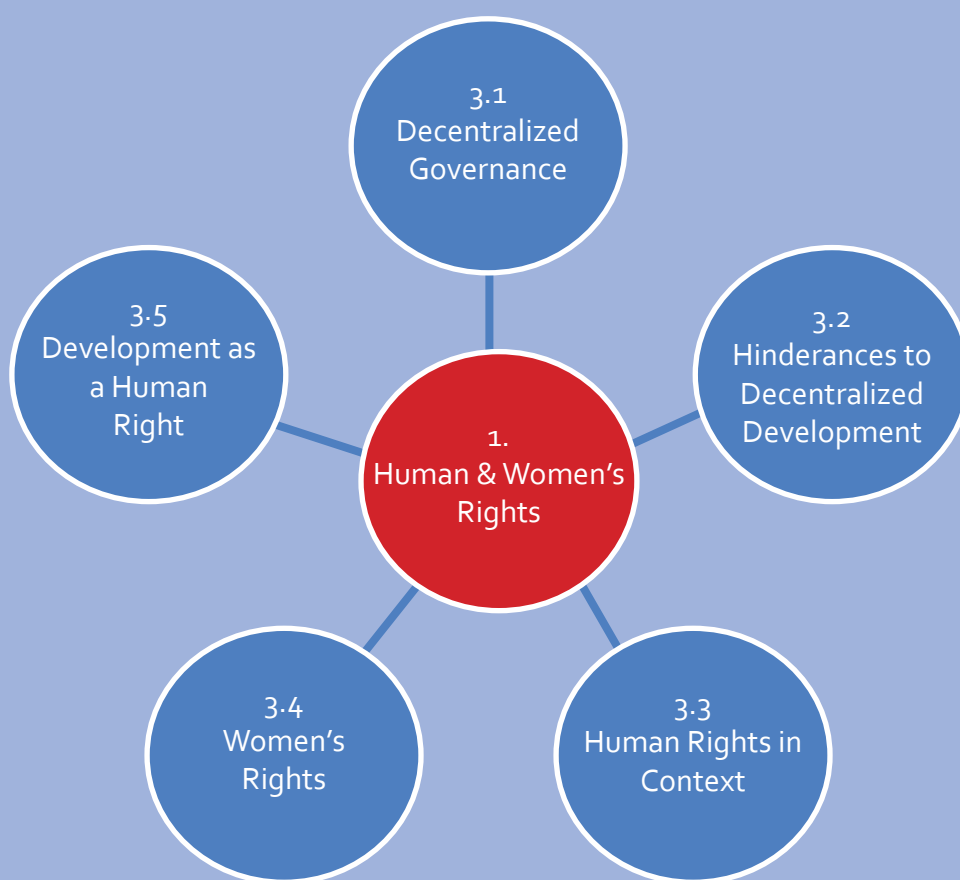 3.1
Decentralized
Governance
3.5
Development as
a Human
Right
3.2
Hinderances to
Decentralized
Development
1.
Human & Women's
Rights
3.4
Women's
Rights
3.3
Human Rights in
Context